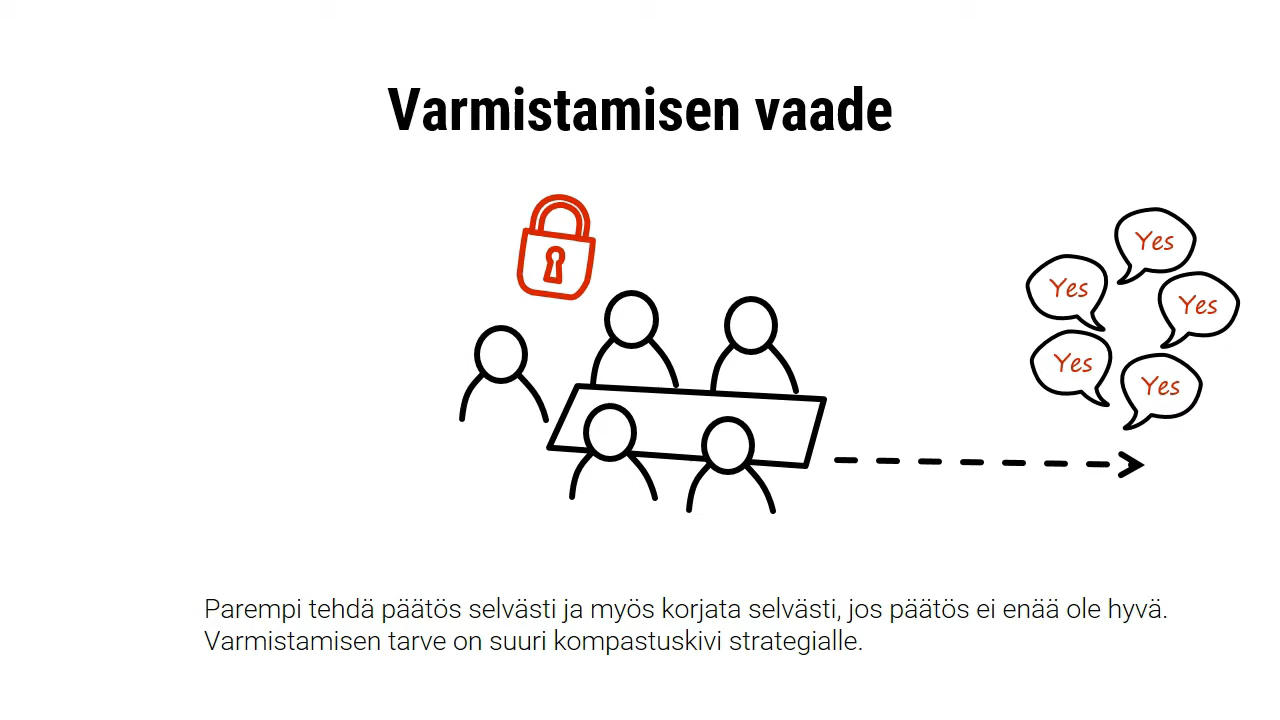 Varmistamisen vaade
Yes
Yes
Yes
Yes
Yes
Parempi tehdä päätös selvästi ja myös korjata selvästi, jos päätös ei enää ole hyvä.
Varmistamisen tarve on suuri kompastuskivi strategialle.